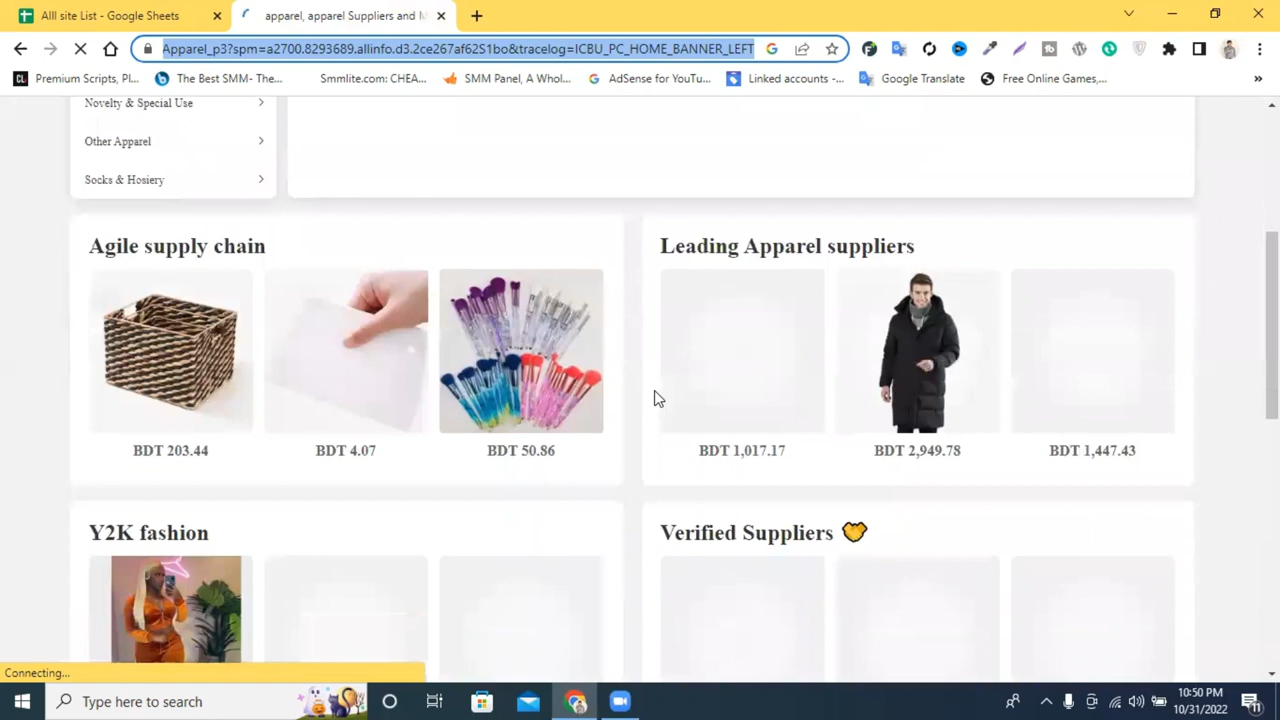 Alll site List - Google Sheets
apparel, apparel Suppliers and M
Apparel_p3?spm=a2700.8293689.allinfo.d3.2ce267af62S1bo&tracelog=ICBU_PC_HOME_BANNER_LEFT
Premium Scripts, Pl...
The Best SMM- The...
Smmlite.com: CHEA...
SMM Panel, A Whol...
AdSense for YouTu...
Linked accounts -...
Google Translate
Free Online Games,...
Novelty & Special Use
Other Apparel
Socks & Hosiery
Agile supply chain
Leading Apparel suppliers
BDT 203.44
BDT 4.07
BDT 50.86
BDT 1,017.17
BDT 2,949.78
BDT 1,447.43
Y2K fashion
Verified Suppliers
Connecting...
Type here to search
10:50 PM
10/31/2022